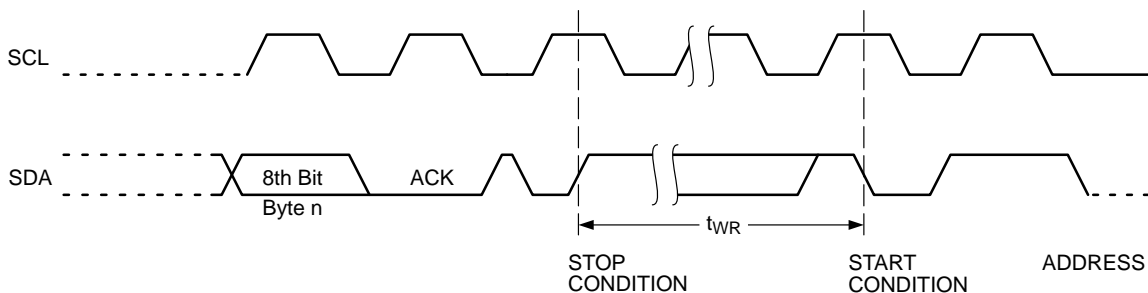 SCL
SDA
8th Bit
Byte n
ACK
tWR
STOP
CONDITION
START
CONDITION
ADDRESS